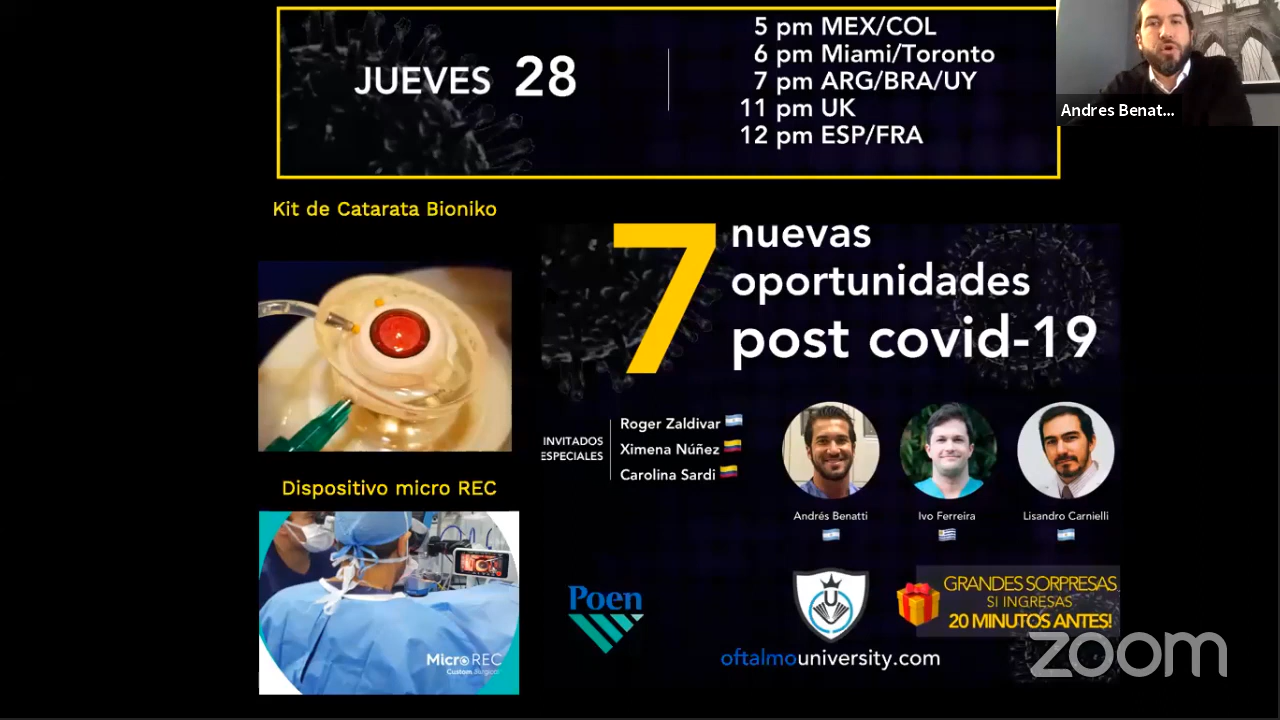 JUEVES 28
5 pm MEX/COL
6 pm Miami/Toronto
7 pm ARG/BRA/UY
11 pm UK
12 pm ESP/FRA
Andres Benat...
Kit de Catarata Bioniko
7 nuevas
oportunidades
post covid-19
INVITADOS
ESPECIALES
Roger Zaldivar
Ximena Núñez
Carolina Sardi
Andrés Benatti
Ivo Ferreira
Lisandro Carnielli
Dispositivo micro REC
MicroREC
Custom Surgical
Poen
U
oftalmouniversity.com
GRANDES SORPRESAS
SI INGRESAS
20 MINUTOS ANTES!
zoom